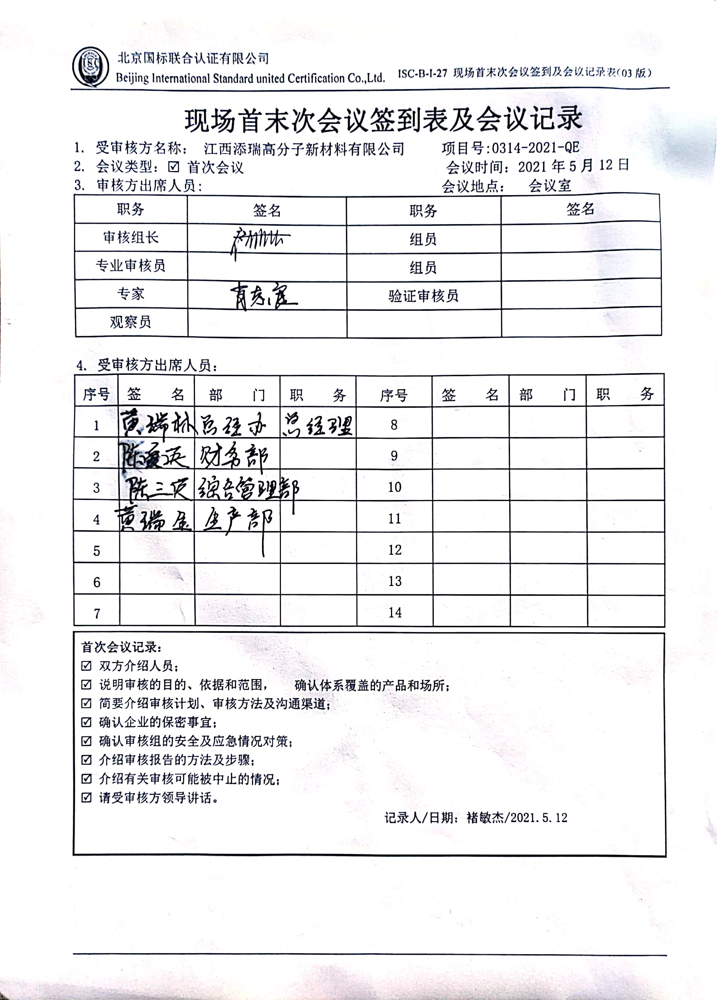 北京国标联合认证有限公司
Beijing International Standard united Certification Co.,Ltd. ISC-B-I-27 现场首末次会议签到及会议记录表(03版)
现场首末次会议签到表及会议记录
1. 受审核方名称: 江西添瑞高分子新材料有限公司 项目号:0314-2021-QE
2. 会议类型:☑ 首次会议 会议时间: 2021年5月12日
3. 审核方出席人员: 会议地点: 会议室
职务 签名 职务 签名
审核组长 组员
专业审核员 组员
专家 验证审核员
观察员
4. 受审核方出席人员:
序号 签 名 部 门 职 务 序号 签 名 部 门 职 务
1 黄瑞林 总经办 总经理 8
2 财务部 9
3 陈三英 综合管理部 10
4 黄瑞金 生产部 11
5 12
6 13
7 14
首次会议记录:
☑ 双方介绍人员;
☑ 说明审核的目的、依据和范围, 确认体系覆盖的产品和场所;
☑ 简要介绍审核计划、审核方法及沟通渠道;
☑ 确认企业的保密事宜;
☑ 确认审核组的安全及应急情况对策;
☑ 介绍审核报告的方法及步骤;
☑ 介绍有关审核可能被中止的情况;
☑ 请受审核方领导讲话。
记录人/日期: 褚敏杰/2021.5.12